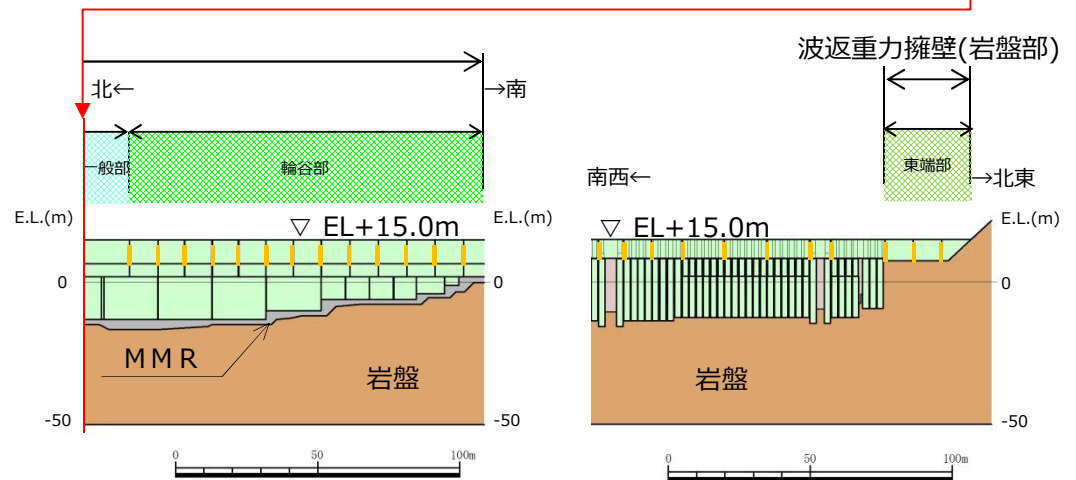 波返重力擁壁(岩盤部)
北←
→南
一般部
輪谷部
E.L.(m)
E.L.(m)
▽ EL+15.0m
0
0
MMR
岩盤
-50
-50
0
50
100m
南西←
東端部
→北東
E.L.(m)
▽ EL+15.0m
0
岩盤
-50
0
50
100m